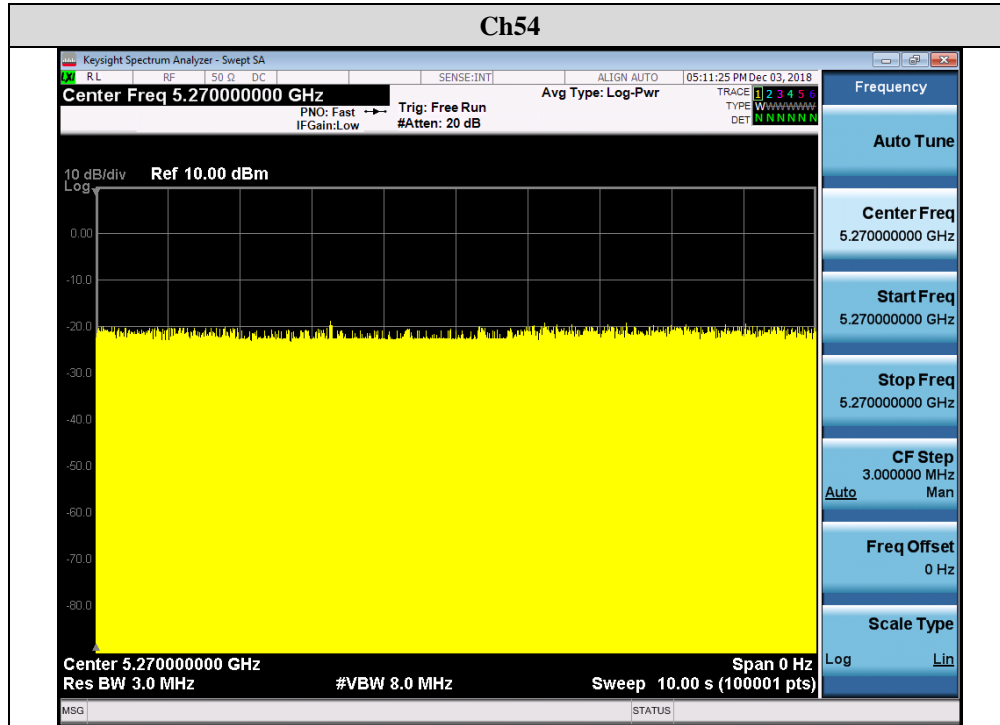 Ch54
Keysight Spectrum Analyzer - Swept SA
LXI RL RF 50 Ω DC SENSE:INT ALIGN AUTO 05:11:25 PM Dec 03, 2018
Center Freq 5.270000000 GHz
PNO: Fast
IFGain:Low
Trig: Free Run
#Atten: 20 dB
Avg Type: Log-Pwr
TRACE 1 2 3 4 5 6
TYPE WWWWWW
DET N N N N N N
10 dB/div Ref 10.00 dBm
Log
0.00
-10.0
-20.0
-30.0
-40.0
-50.0
-60.0
-70.0
-80.0
Center 5.270000000 GHz Span 0 Hz
Res BW 3.0 MHz #VBW 8.0 MHz Sweep 10.00 s (100001 pts)
MSG STATUS
Frequency
Auto Tune
Center Freq
5.270000000 GHz
Start Freq
5.270000000 GHz
Stop Freq
5.270000000 GHz
CF Step
3.000000 MHz
Auto Man
Freq Offset
0 Hz
Scale Type
Log Lin